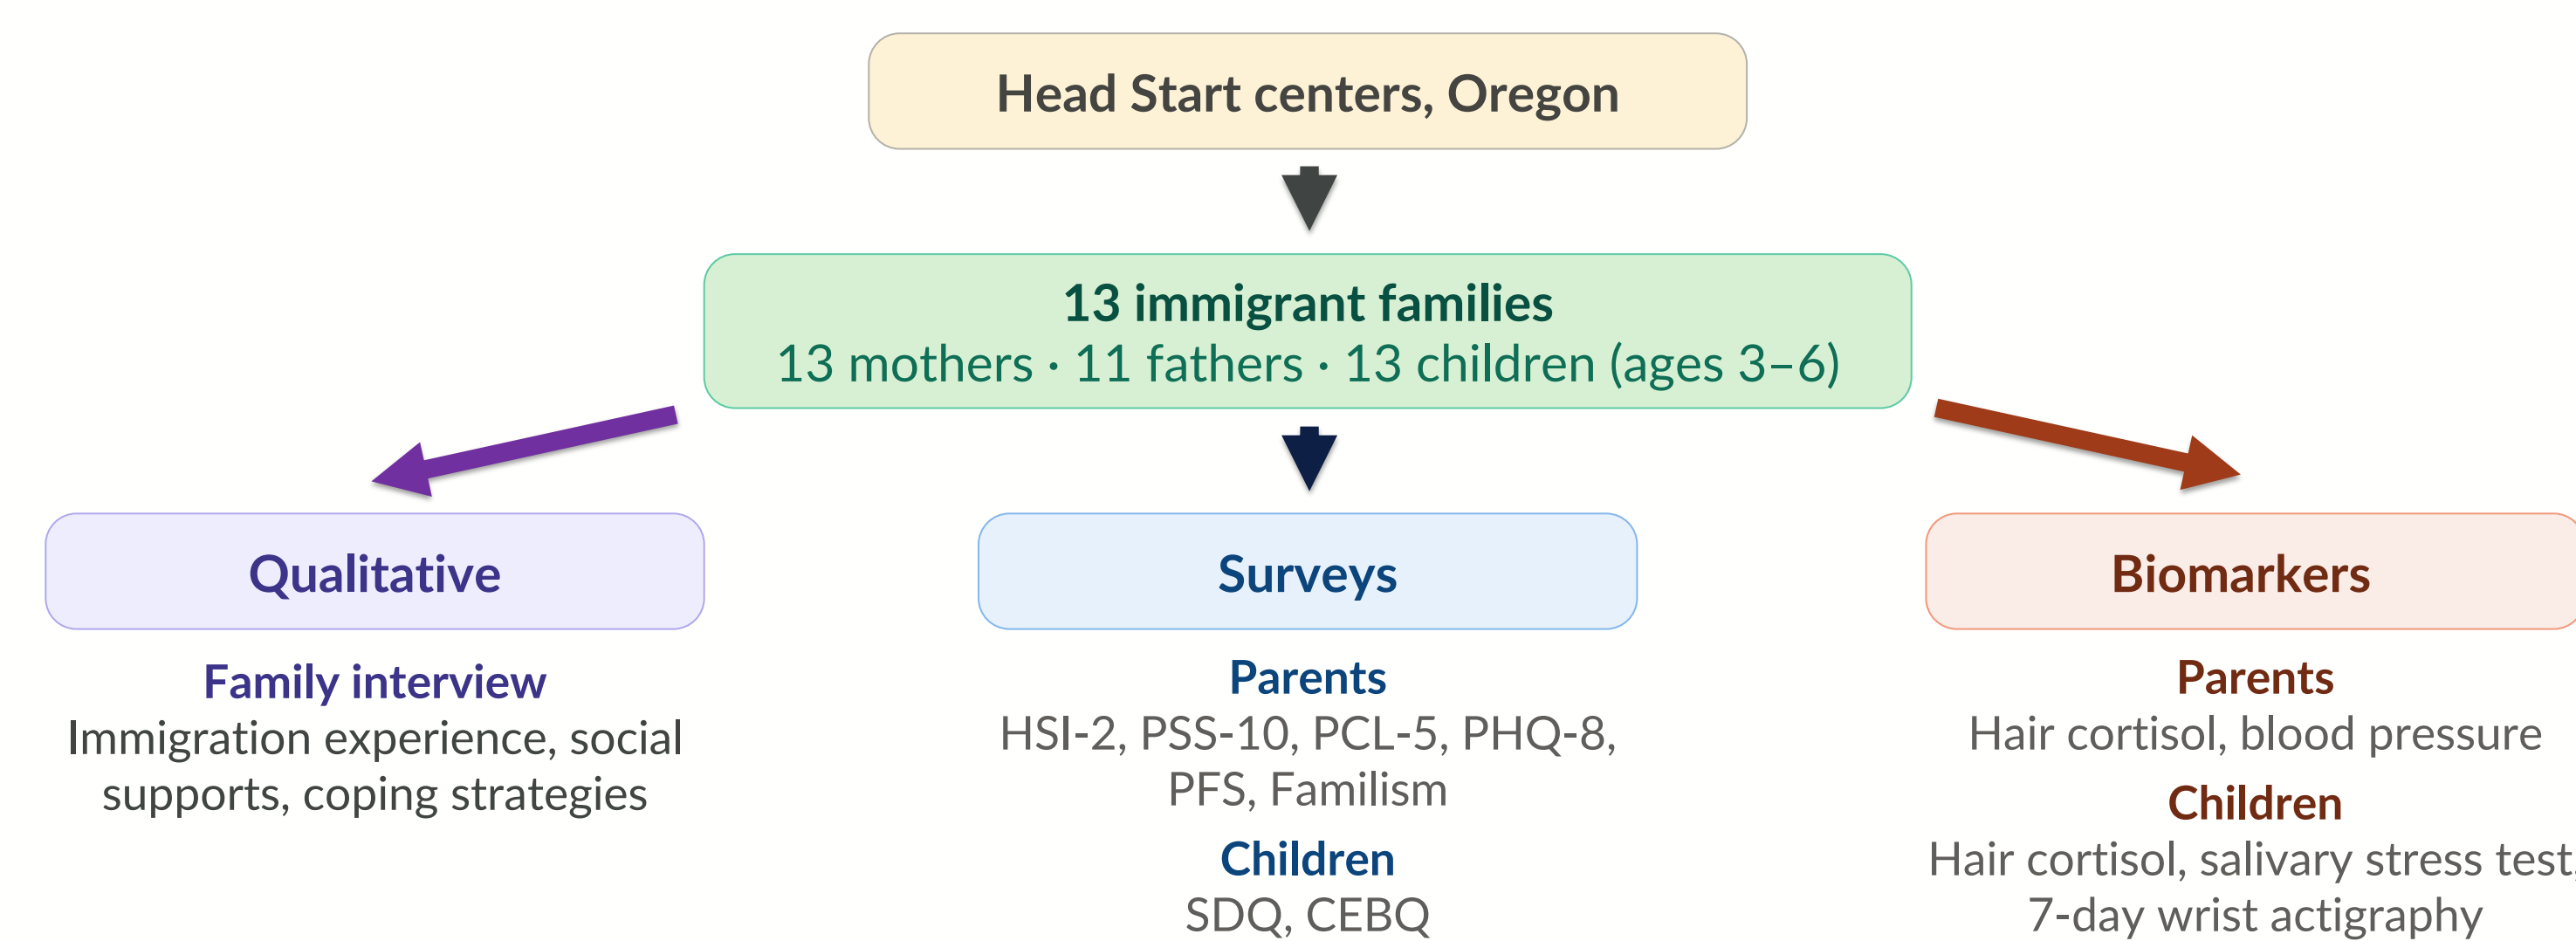 Head Start centers, Oregon
13 immigrant families
13 mothers · 11 fathers · 13 children (ages 3–6)
Qualitative
Family interview
Immigration experience, social
supports, coping strategies
Surveys
Parents
HSI-2, PSS-10, PCL-5, PHQ-8,
PFS, Familism
Children
SDQ, CEBQ
Biomarkers
Parents
Hair cortisol, blood pressure
Children
Hair cortisol, salivary stress test,
7-day wrist actigraphy